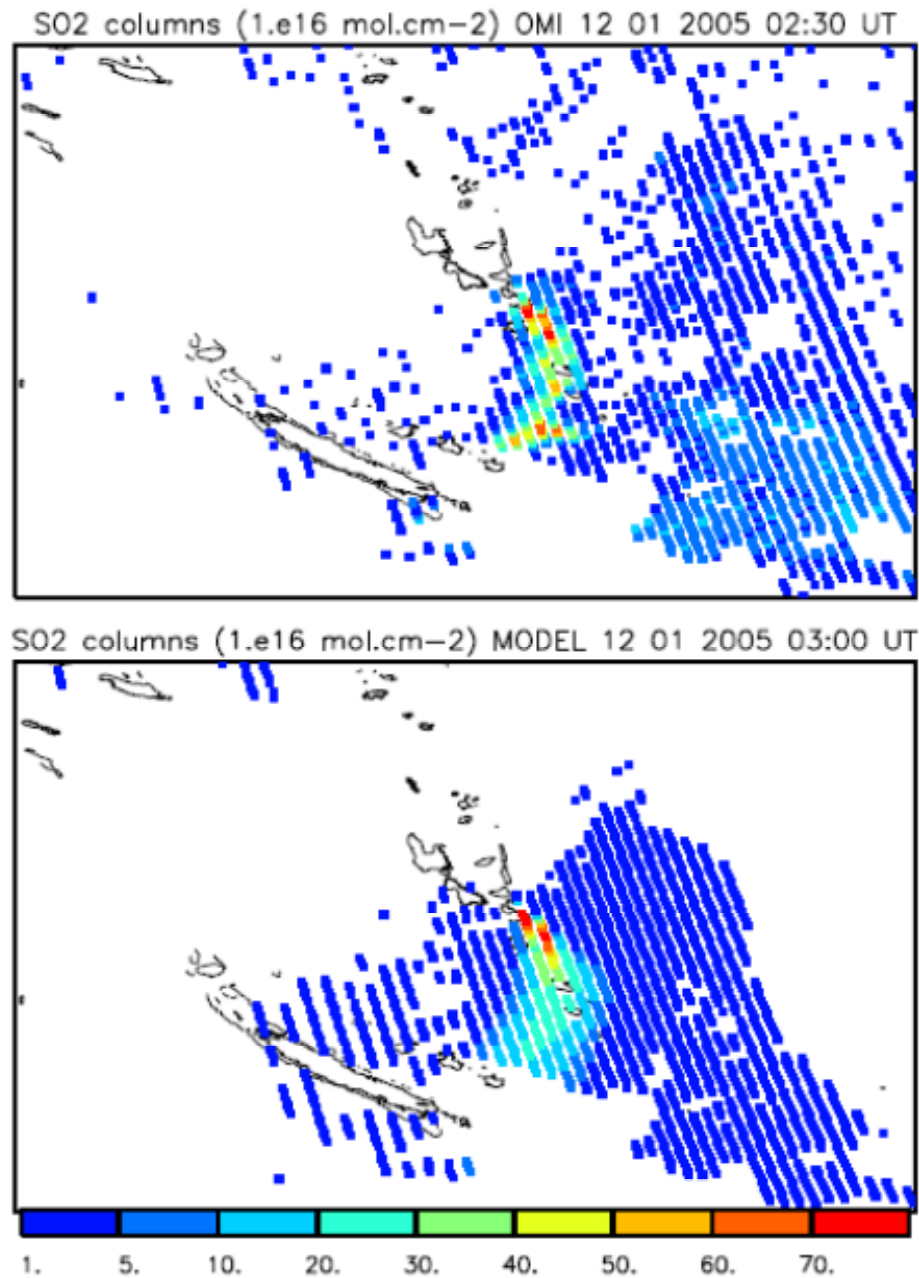 SO2 columns (1.e16 mol.cm−2) OMI 12 01 2005 02:30 UT
SO2 columns (1.e16 mol.cm−2) MODEL 12 01 2005 03:00 UT
1. 5. 10. 20. 30. 40. 50. 60. 70.